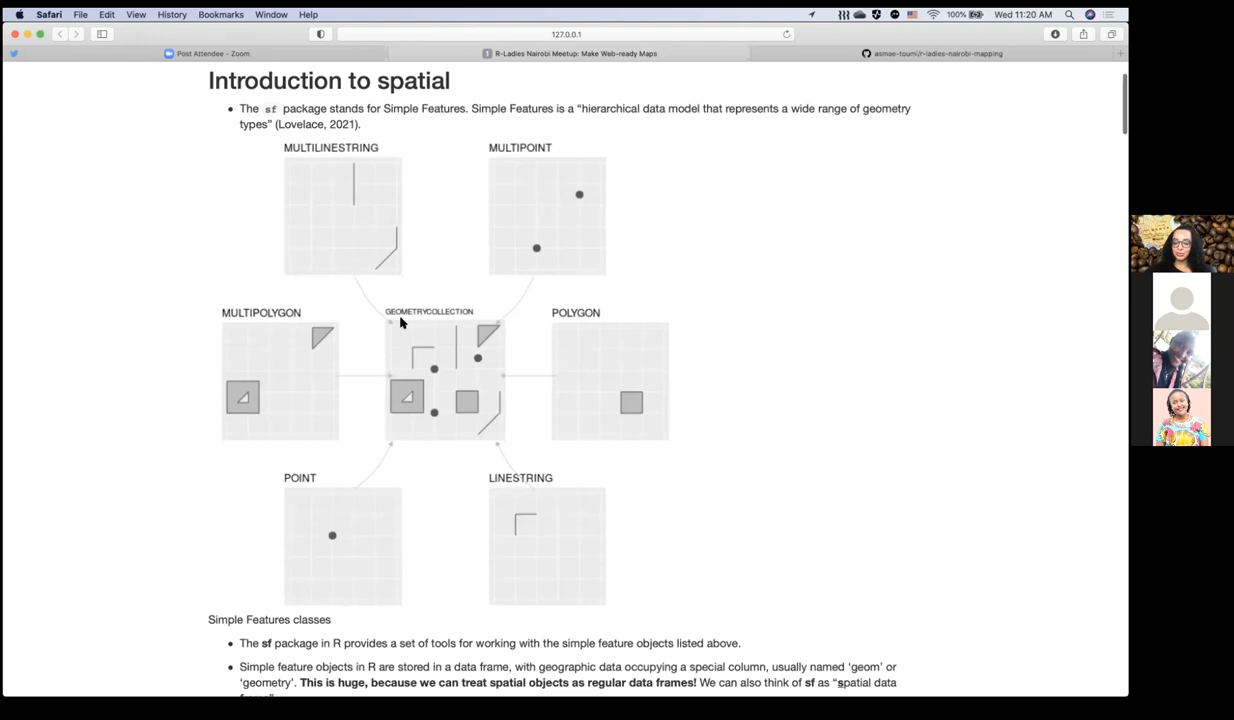 Safari File Edit View History Bookmarks Window Help 100% Wed 11:20 AM
127.0.0.1
Post Attendee - Zoom
1 R-Ladies Nairobi Meetup: Make Web-ready Maps
asmae-toumi/r-ladies-nairobi-mapping
Introduction to spatial
• The sf package stands for Simple Features. Simple Features is a “hierarchical data model that represents a wide range of geometry
types” (Lovelace, 2021).
MULTILINESTRING
MULTIPOINT
MULTIPOLYGON
GEOMETRYCOLLECTION
POLYGON
POINT
LINESTRING
Simple Features classes
• The sf package in R provides a set of tools for working with the simple feature objects listed above.
• Simple feature objects in R are stored in a data frame, with geographic data occupying a special column, usually named ‘geom’ or
‘geometry’. This is huge, because we can treat spatial objects as regular data frames! We can also think of sf as “spatial data